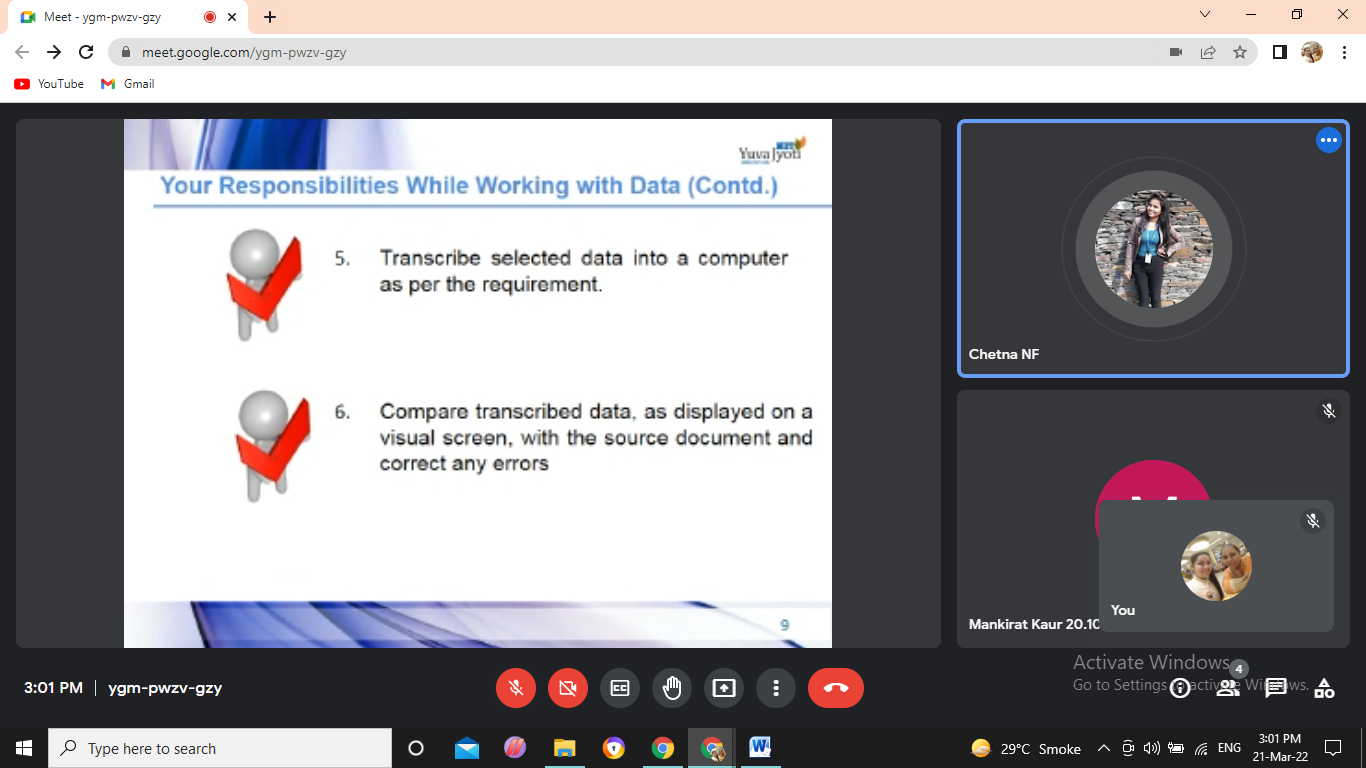 Meet - ygm-pwzv-gzy
meet.google.com/ygm-pwzv-gzy
YouTube
Gmail
Yuva Jyoti
Your Responsibilities While Working with Data (Contd.)
5. Transcribe selected data into a computer
as per the requirement.
6. Compare transcribed data, as displayed on a
visual screen, with the source document and
correct any errors
9
Chetna NF
Mankirat Kaur 20.10
You
Activate Windows
Go to Settings to activate Windows.
4
3:01 PM | ygm-pwzv-gzy
Type here to search
29°C Smoke
ENG
3:01 PM
21-Mar-22